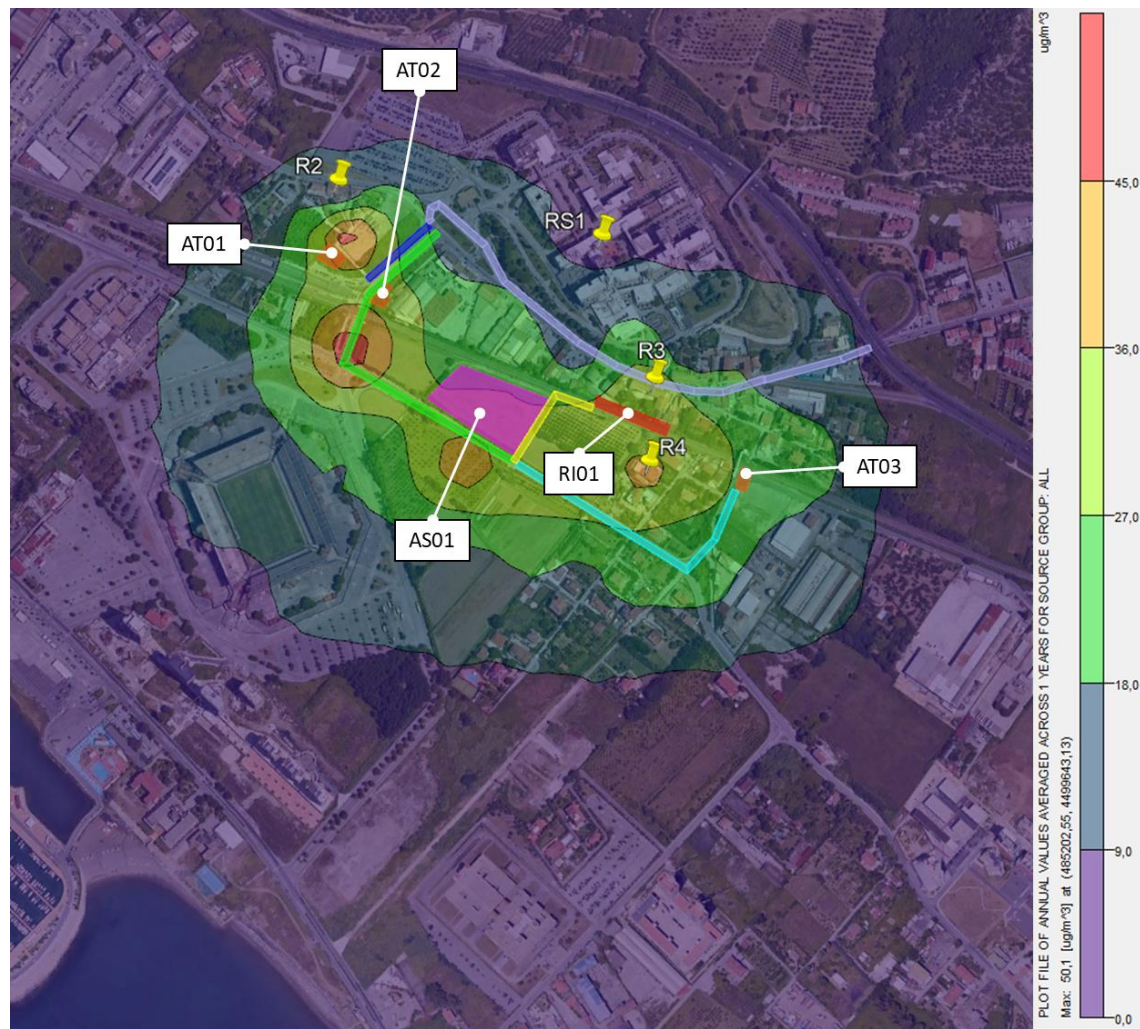 AT02
R2
AT01
RS1
R3
R4
RI01
AT03
AS01
ug/m^3
45,0
36,0
27,0
18,0
9,0
0,0
PLOT FILE OF ANNUAL VALUES AVERAGED ACROSS 1 YEARS FOR SOURCE GROUP: ALL
Max: 50,1 [ug/m^3] at (485202,55, 4499643,13)